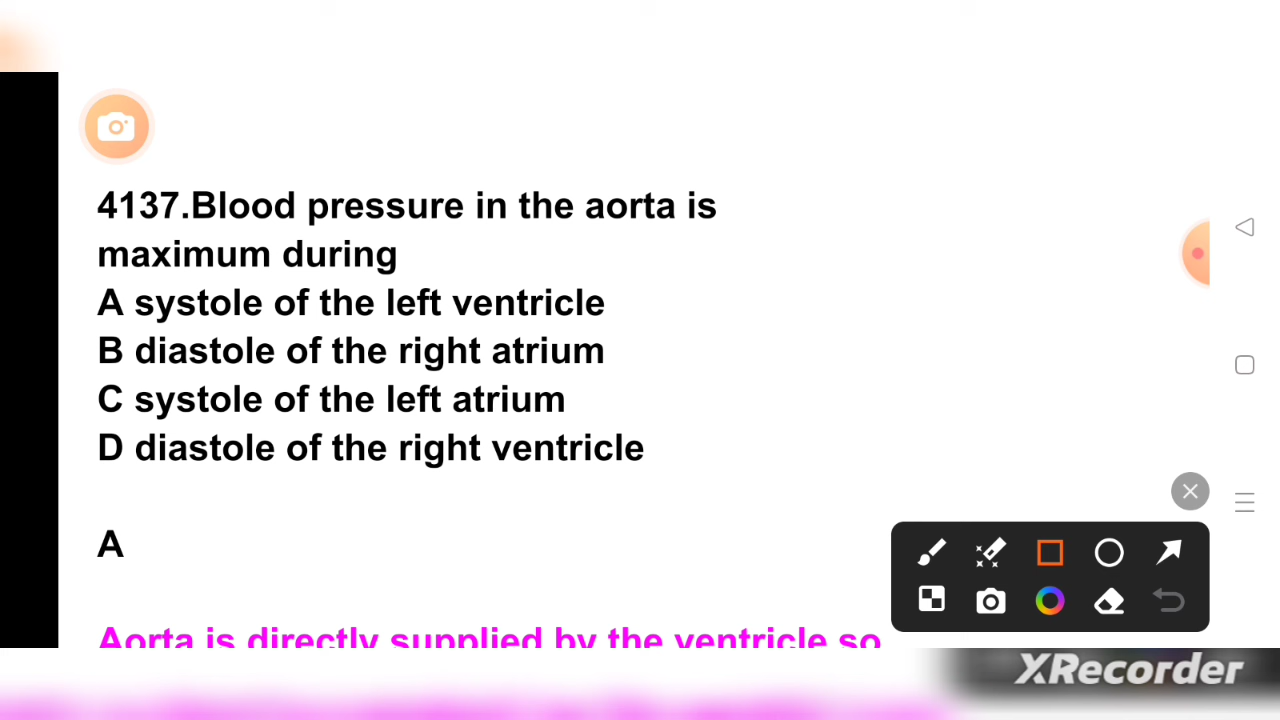 4137.Blood pressure in the aorta is
maximum during
A systole of the left ventricle
B diastole of the right atrium
C systole of the left atrium
D diastole of the right ventricle
A
Aorta is directly supplied by the ventricle so
XRecorder